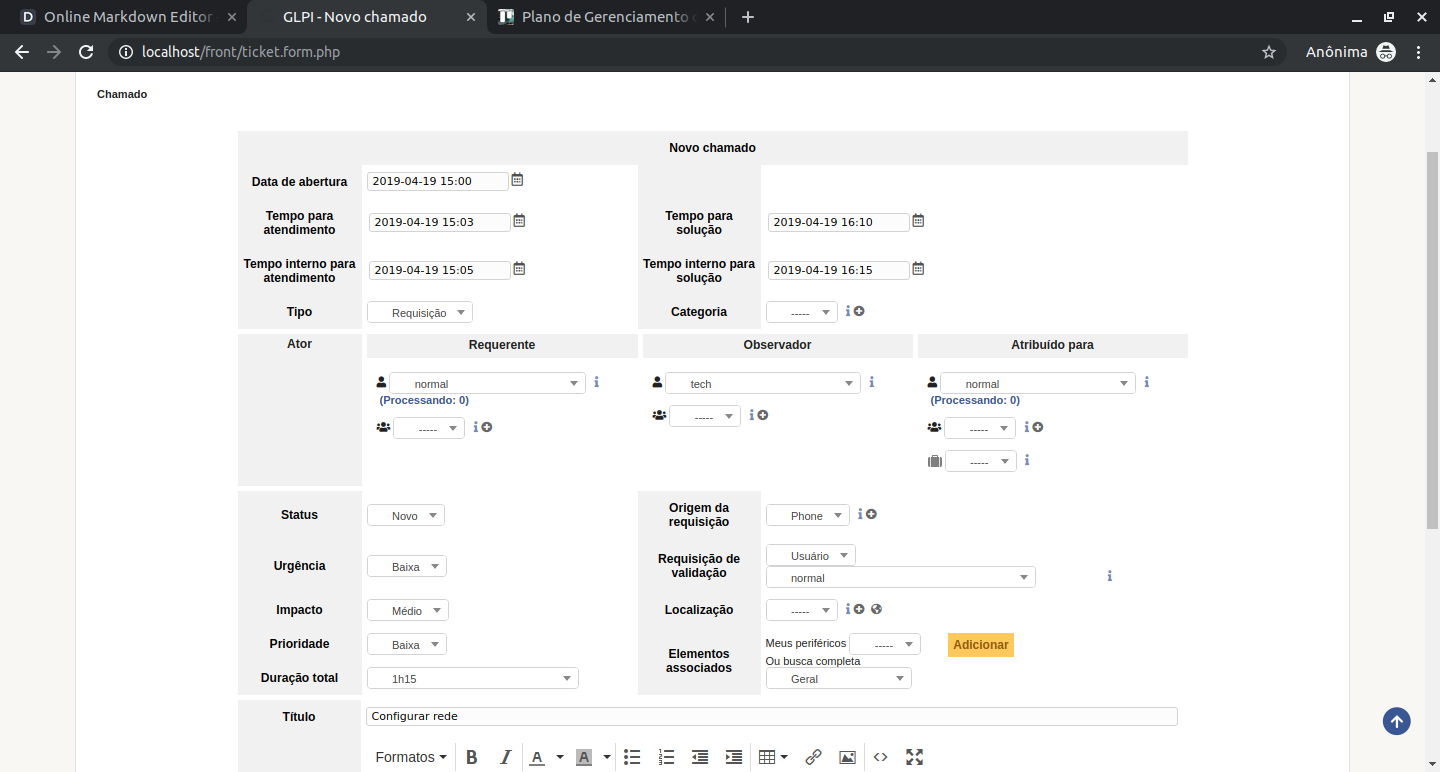 Online Markdown Editor
GLPI - Novo chamado
Plano de Gerenciamento
localhost/front/ticket.form.php
Anônima
Chamado
Novo chamado
Data de abertura 2019-04-19 15:00
Tempo para atendimento 2019-04-19 15:03 Tempo para solução 2019-04-19 16:10
Tempo interno para atendimento 2019-04-19 15:05 Tempo interno para solução 2019-04-19 16:15
Tipo Requisição Categoria -----
Ator Requerente Observador Atribuído para
normal tech normal
(Processando: 0) (Processando: 0)
----- ----- -----
-----
Status Novo Origem da requisição Phone
Urgência Baixa Requisição de validação Usuário
normal
Impacto Médio Localização -----
Prioridade Baixa Elementos associados Meus periféricos ----- Adicionar
Ou busca completa
Duração total 1h15 Geral
Título Configurar rede
Formatos B I A A